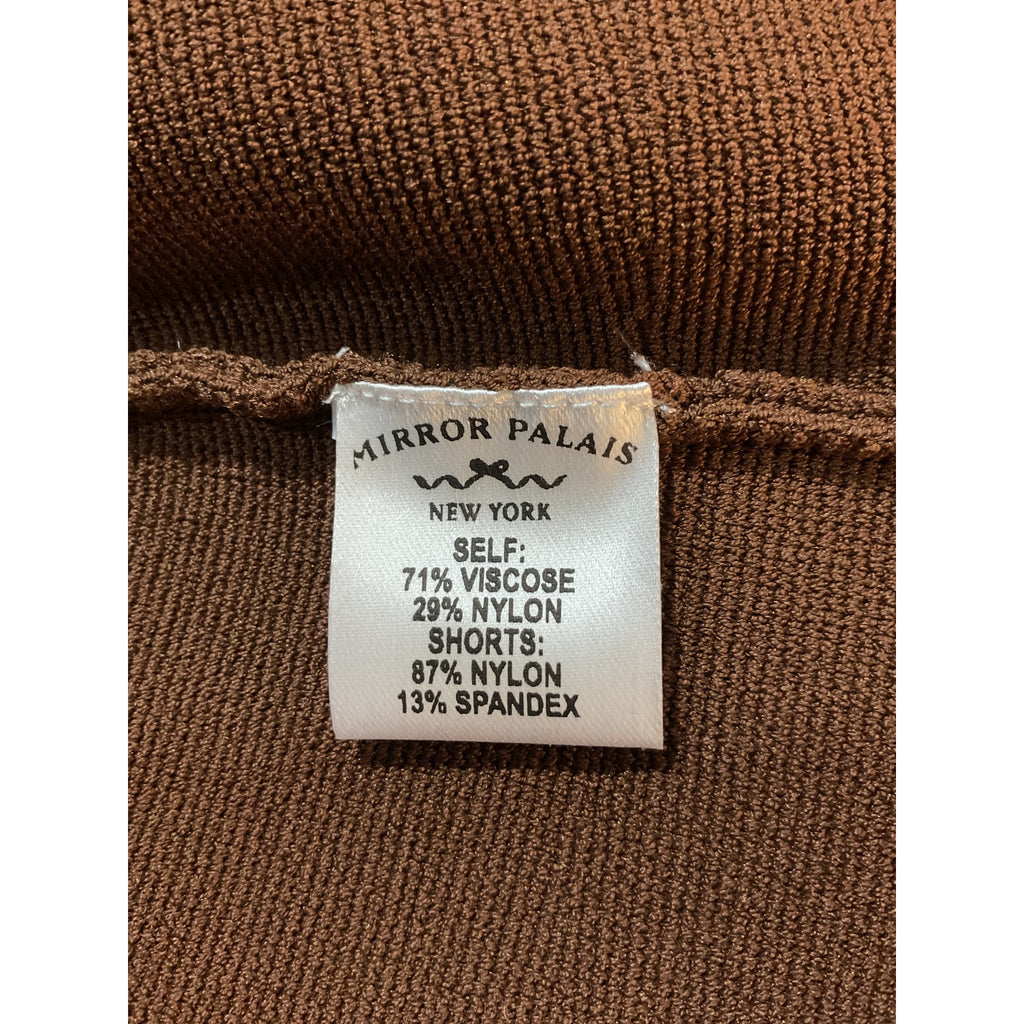 MIRROR PALAIS
NEW YORK
SELF:
71% VISCOSE
29% NYLON
SHORTS:
87% NYLON
13% SPANDEX